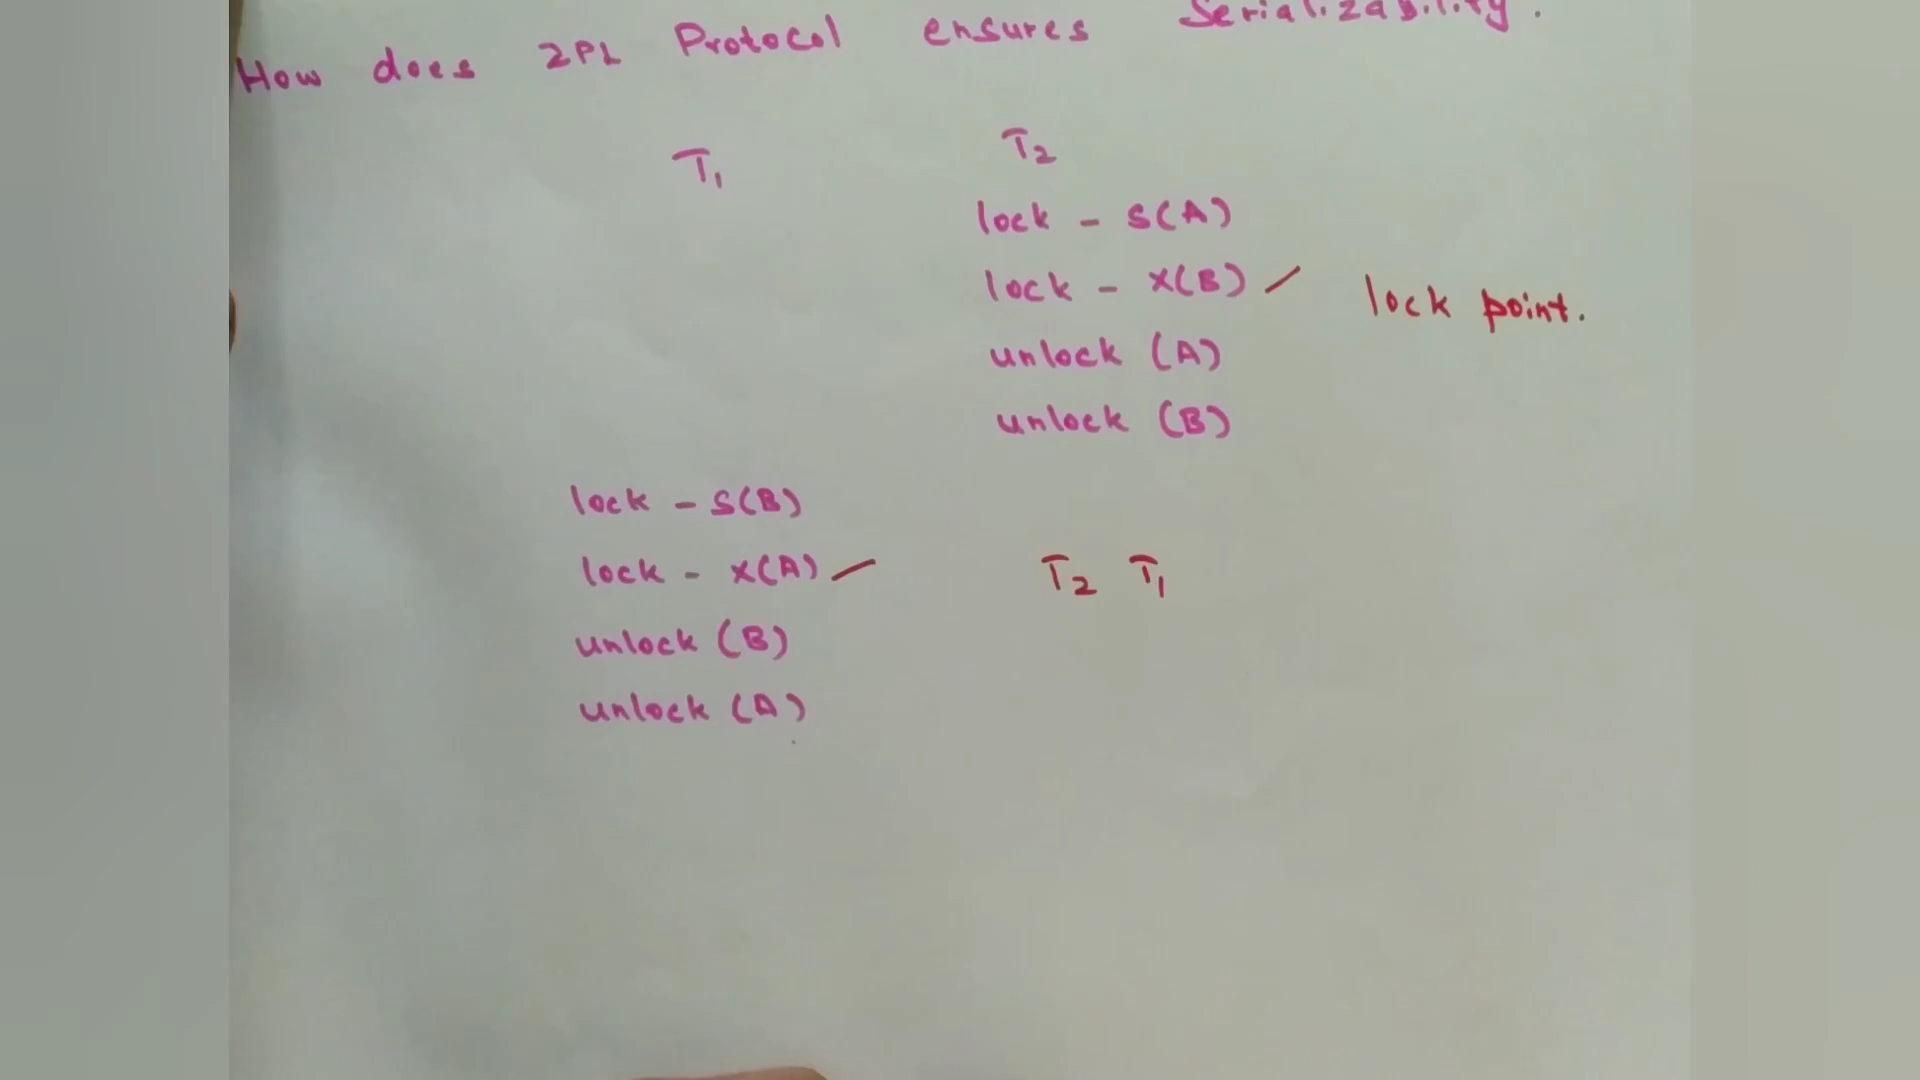 How does 2PL Protocol ensures Serializability.
T1 T2
lock - S(A)
lock - X(B) lock point.
unlock (A)
unlock (B)
lock - S(B)
lock - X(A) T2 T1
unlock (B)
unlock (A)